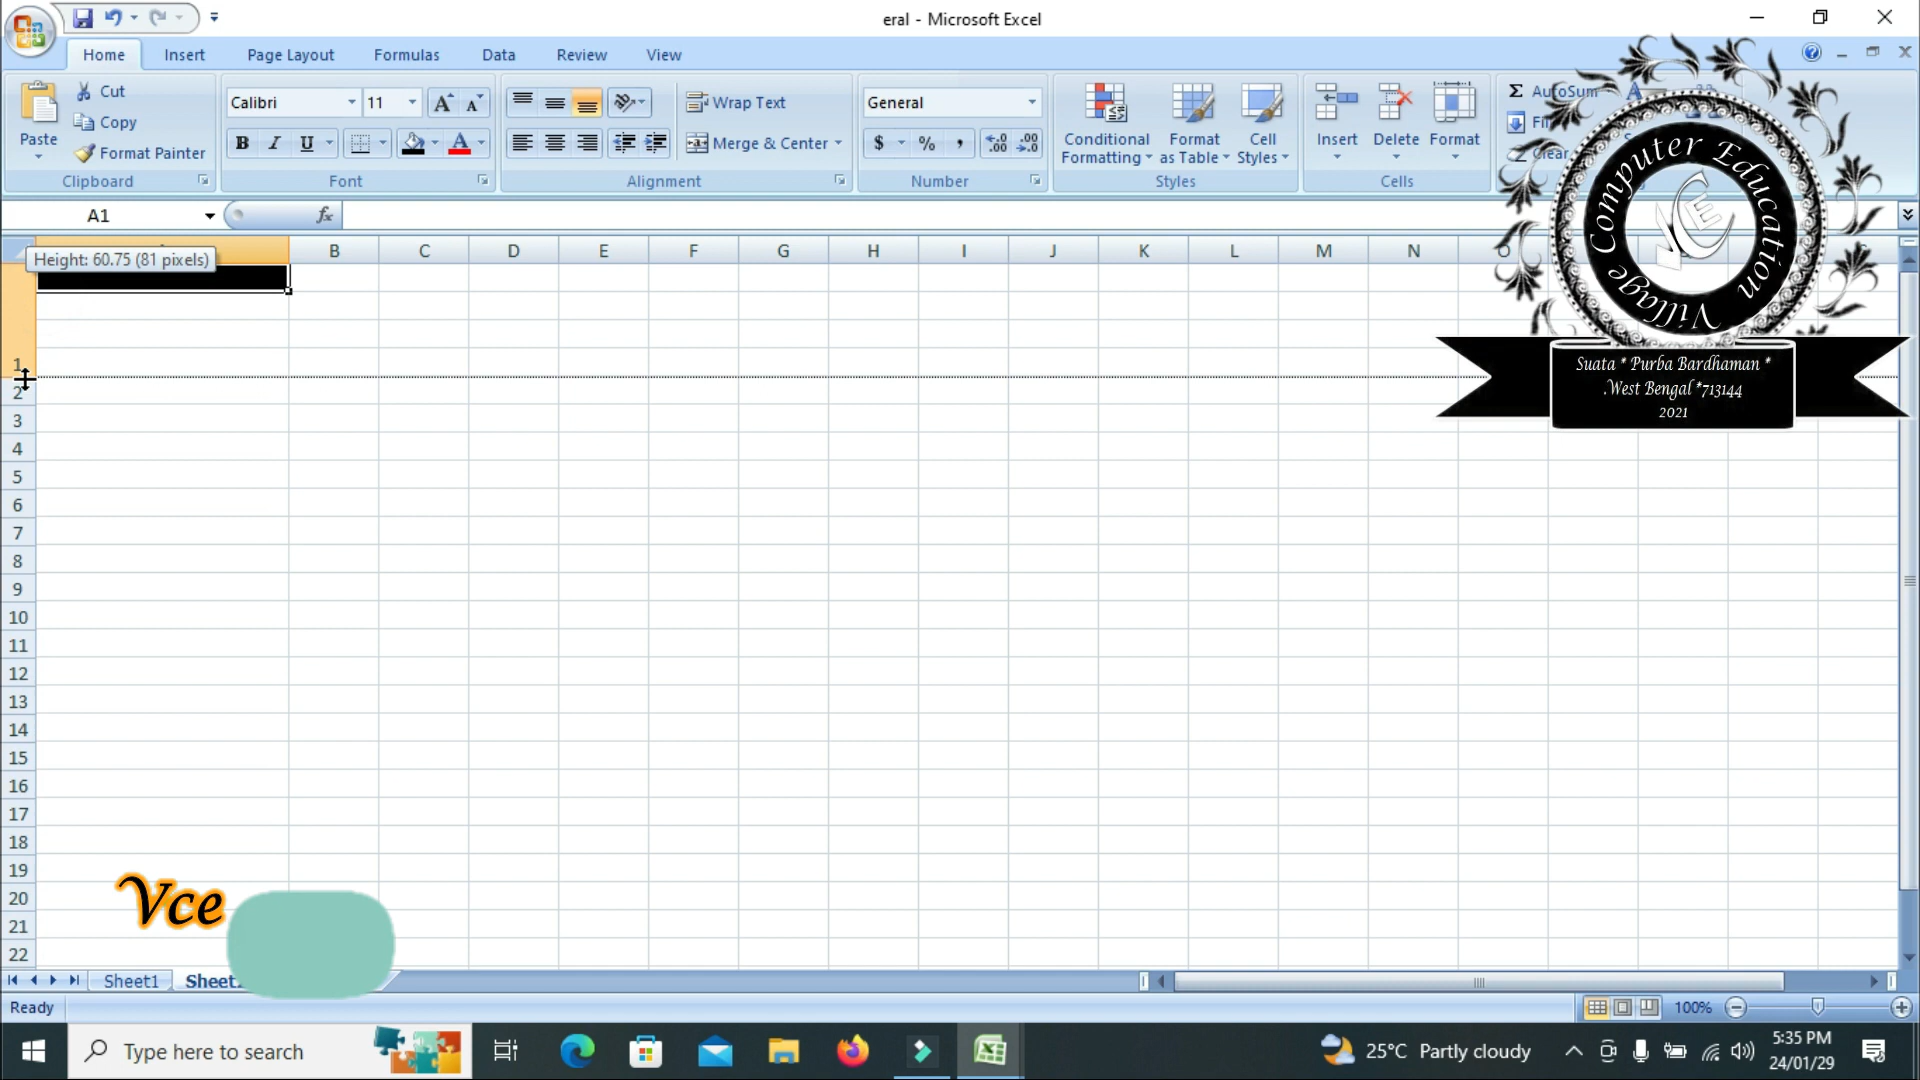 eral - Microsoft Excel
Home Insert Page Layout Formulas Data Review View
Cut
Copy
Format Painter
Paste
Clipboard
Calibri 11
B I U
Font
Wrap Text
Merge & Center
Alignment
General
$ % ,
Number
Conditional Formatting
Format as Table
Cell Styles
Styles
Insert Delete Format
Cells
Σ AutoSum
Clear
A1
fx
Height: 60.75 (81 pixels)
B C D E F G H I J K L M N O
1
2
3
4
5
6
7
8
9
10
11
12
13
14
15
16
17
18
19
20
21
22
Village Computer Education
VCE
Suata * Purba Bardhaman *
.West Bengal *713144
2021
Vce
Sheet1
Ready
100%
Type here to search
25°C Partly cloudy
5:35 PM
24/01/29